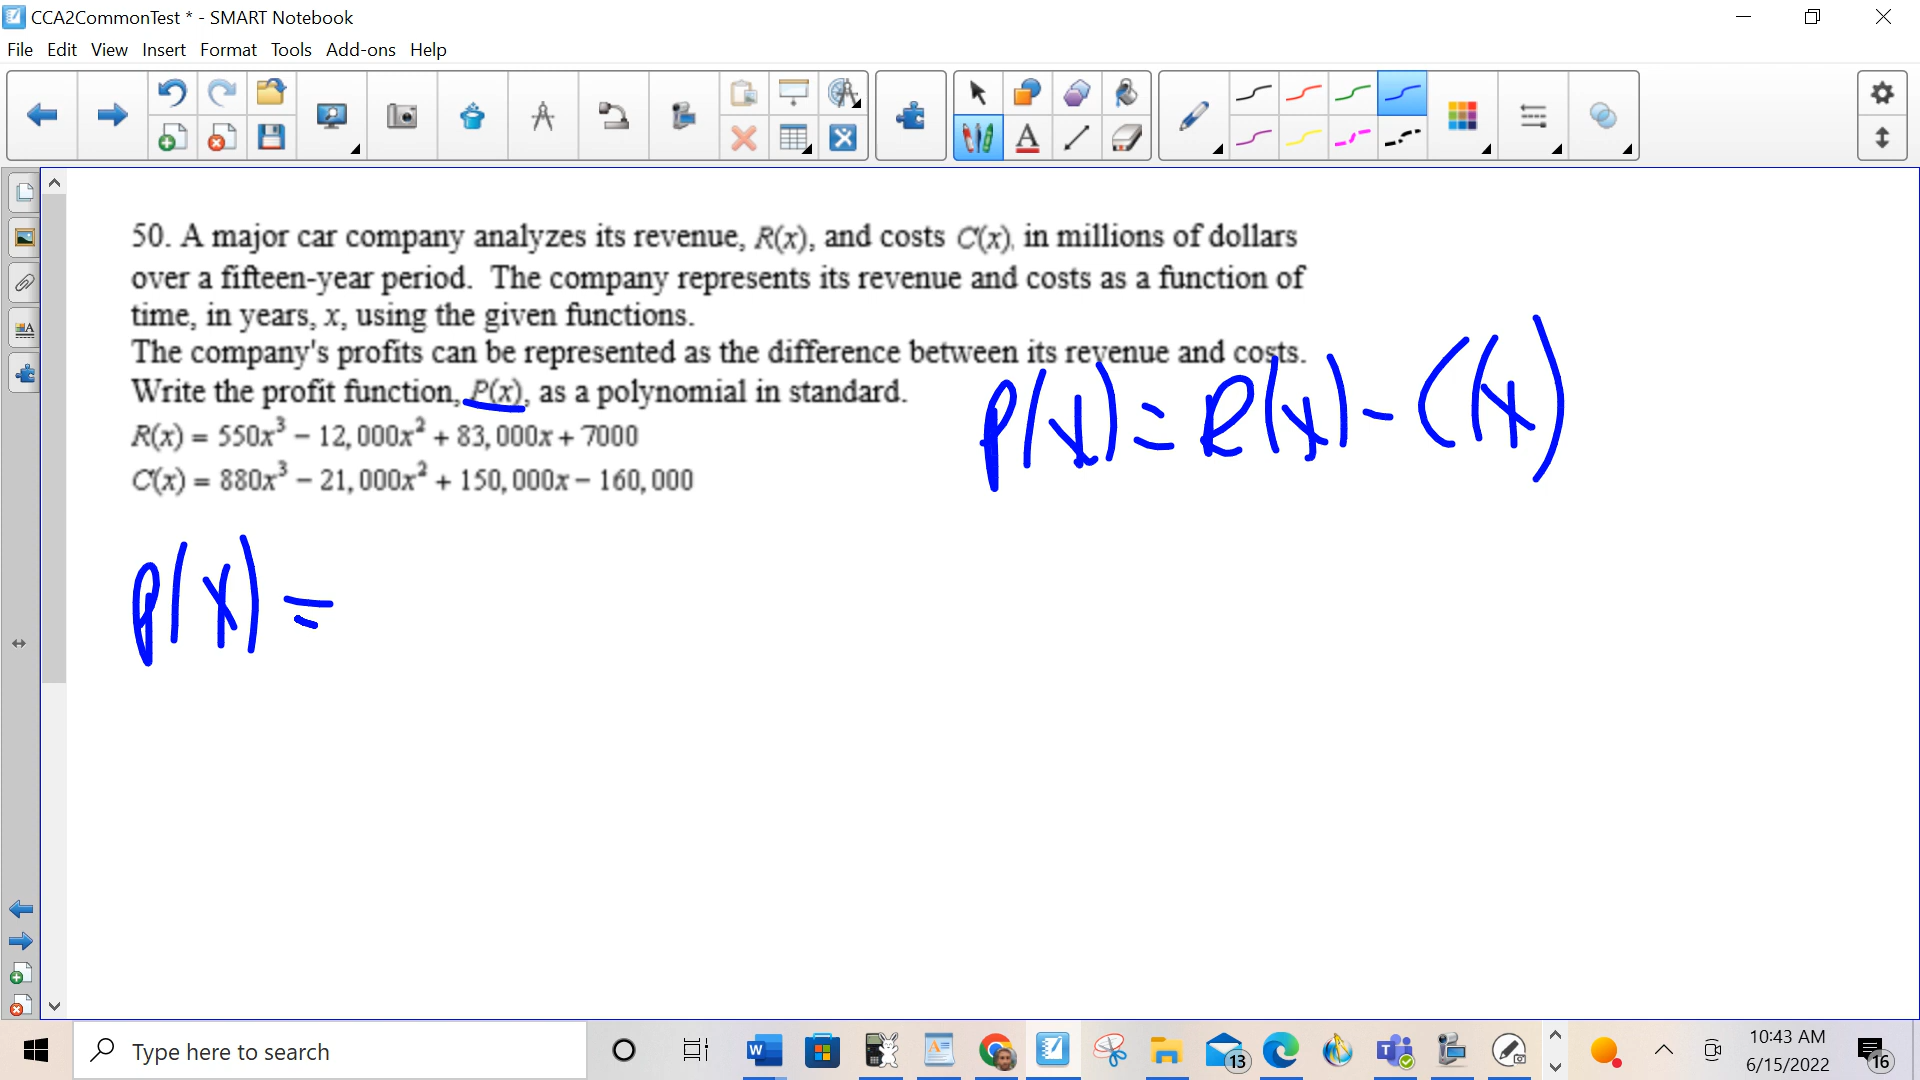 CCA2CommonTest * - SMART Notebook
File Edit View Insert Format Tools Add-ons Help
50. A major car company analyzes its revenue, R(x), and costs C(x), in millions of dollars
over a fifteen-year period. The company represents its revenue and costs as a function of
time, in years, x, using the given functions.
The company's profits can be represented as the difference between its revenue and costs.
Write the profit function, P(x), as a polynomial in standard.
R(x) = 550x³ − 12,000x² + 83,000x + 7000
C(x) = 880x³ − 21,000x² + 150,000x − 160,000
P(x) = R(x) - C(x)
P(x) =
Type here to search
13
10:43 AM
6/15/2022
16